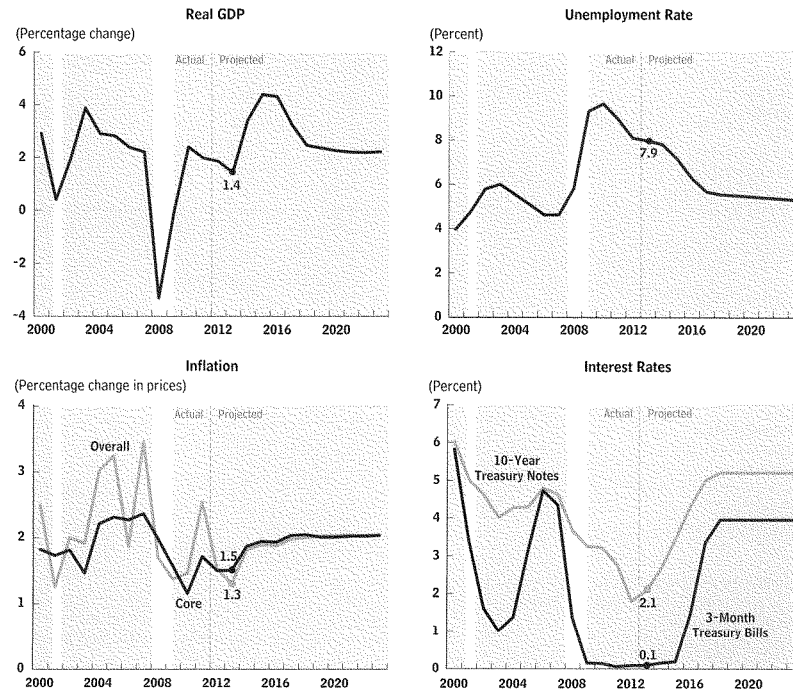 Real GDP
(Percentage change)
6
Actual Projected
4
2
1.4
0
-2
-4
2000 2004 2008 2012 2016 2020
Unemployment Rate
(Percent)
12
Actual Projected
10
8
7.9
6
4
2
0
2000 2004 2008 2012 2016 2020
Inflation
(Percentage change in prices)
4
Actual Projected
Overall
3
2
1.5
1.3
Core
1
0
2000 2004 2008 2012 2016 2020
Interest Rates
(Percent)
7
Actual Projected
6
10-Year
Treasury Notes
5
4
3
2.1
2
3-Month
Treasury Bills
1
0.1
0
2000 2004 2008 2012 2016 2020